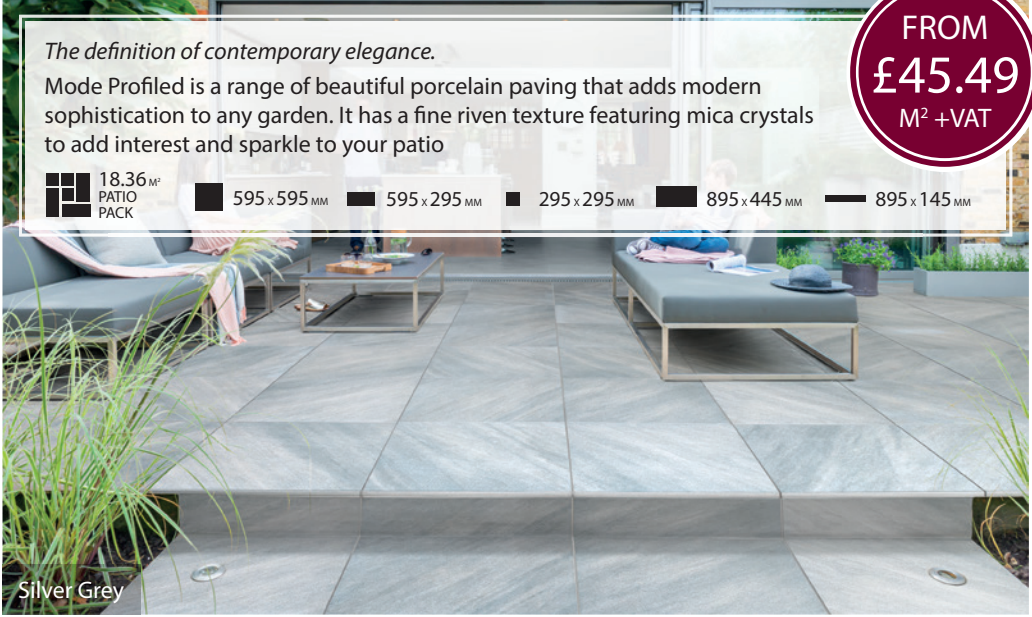 The definition of contemporary elegance.
Mode Profiled is a range of beautiful porcelain paving that adds modern
sophistication to any garden. It has a fine riven texture featuring mica crystals
to add interest and sparkle to your patio
FROM
£45.49
M² +VAT
18.36 M²
PATIO
PACK
595 x 595 MM
595 x 295 MM
295 x 295 MM
895 x 445 MM
895 x 145 MM
Silver Grey